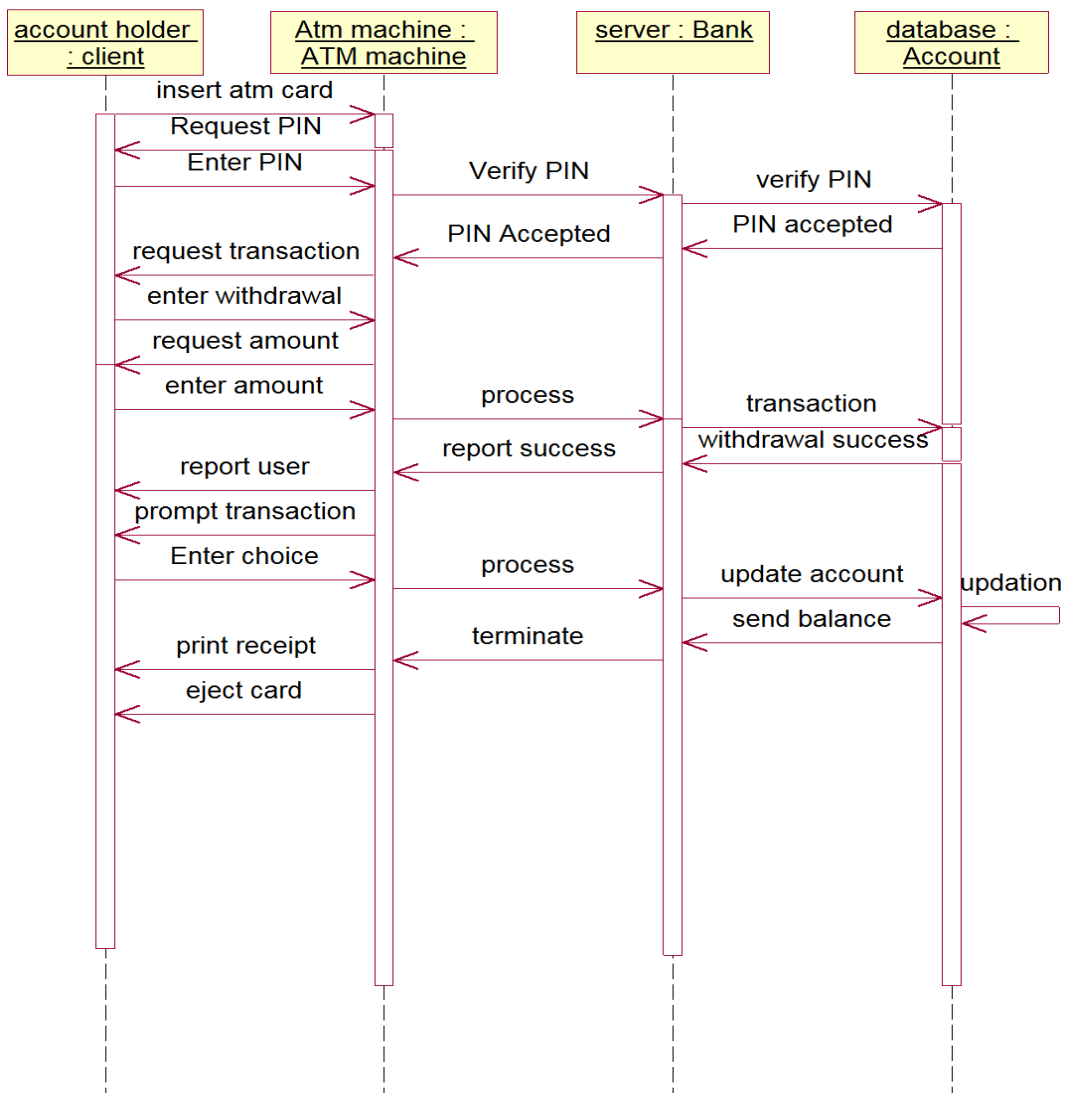 account holder
: client
Atm machine :
ATM machine
server : Bank
database :
Account
insert atm card
Request PIN
Enter PIN
Verify PIN
verify PIN
PIN accepted
PIN Accepted
request transaction
enter withdrawal
request amount
enter amount
process
transaction
withdrawal success
report success
report user
prompt transaction
Enter choice
process
update account
updation
send balance
terminate
print receipt
eject card